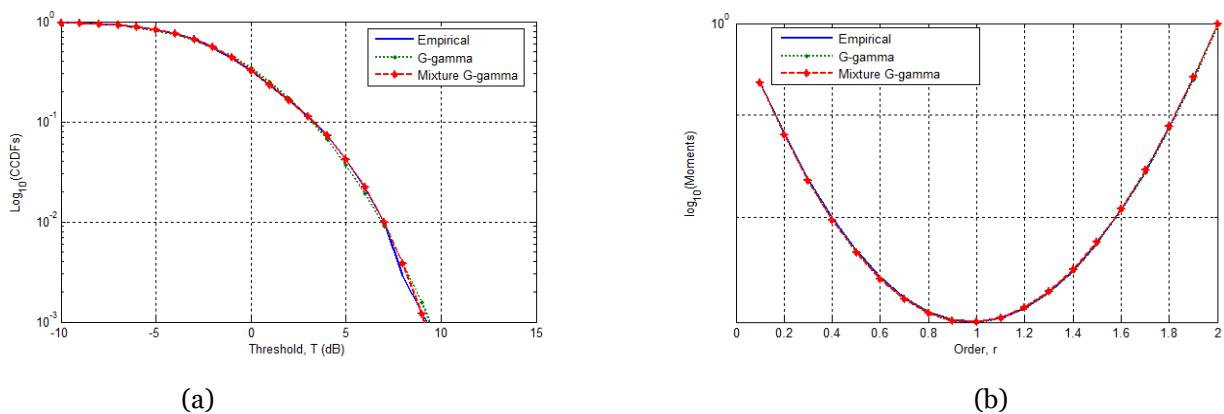 10^0
10^-1
10^-2
10^-3
-10 -5 0 5 10 15
Threshold, T (dB)
Log10(CCDFs)
Empirical
G-gamma
Mixture G-gamma
(a)
10^0
0 0.2 0.4 0.6 0.8 1 1.2 1.4 1.6 1.8 2
Order, r
log10(Moments)
Empirical
G-gamma
Mixture G-gamma
(b)